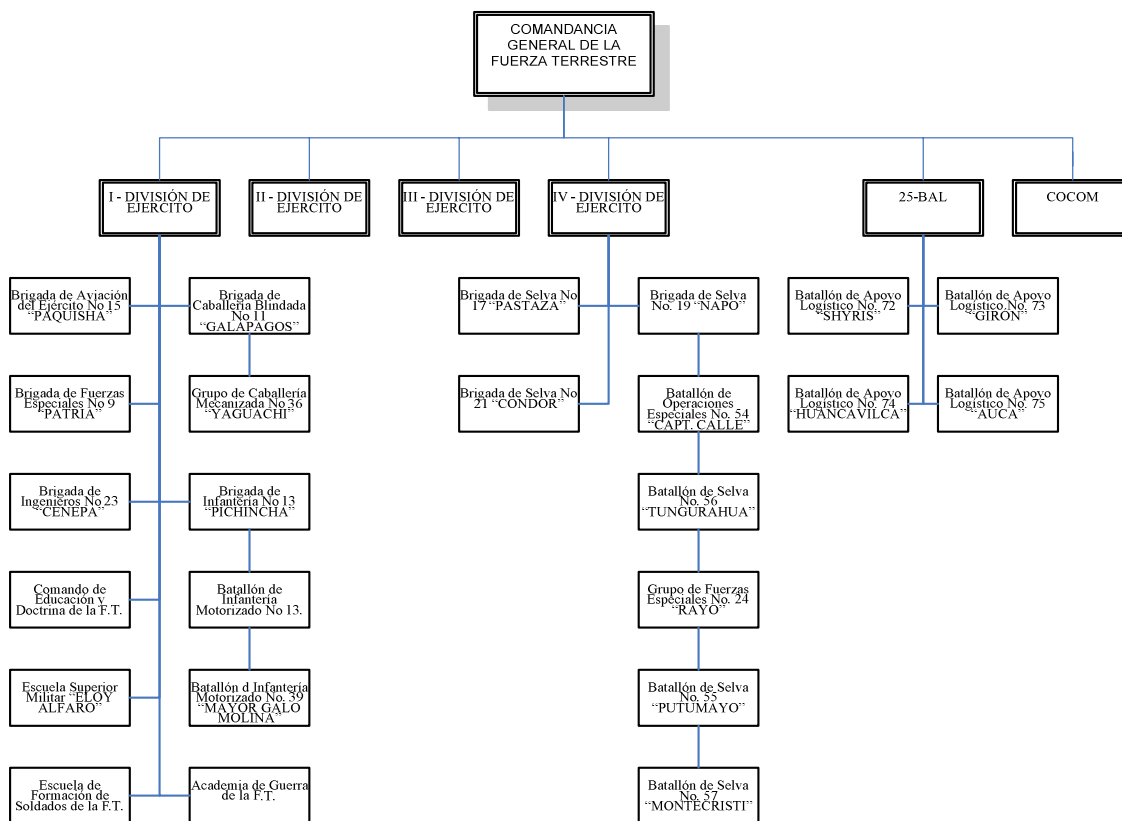 COMANDANCIA
GENERAL DE LA
FUERZA TERRESTRE
I - DIVISIÓN DE
EJERCITO
II - DIVISIÓN DE
EJERCITO
III - DIVISIÓN DE
EJERCITO
IV - DIVISIÓN DE
EJERCITO
25-BAL
COCOM
Brigada de Aviación
del Ejército No 15
“PAQUISHA”
Brigada de
Caballería Blindada
No 11
“GALÁPAGOS”
Brigada de Selva No
17 “PASTAZA”
Brigada de Selva
No. 19 “NAPO”
Batallón de Apoyo
Logístico No. 72
“SHYRIS”
Batallón de Apoyo
Logístico No. 73
“GIRÓN”
Brigada de Fuerzas
Especiales No 9
“PATRIA”
Grupo de Caballería
Mecanizada No 36
“YAGUACHI”
Brigada de Selva No
21 “CONDOR”
Batallón de
Operaciones
Especiales No. 54
“CAPT. CALLE”
Batallón de Apoyo
Logístico No. 74
“HUANCAVILCA”
Batallón de Apoyo
Logístico No. 75
“AUCA”
Brigada de
Ingenieros No 23
“CENEPA”
Brigada de
Infantería No 13
“PICHINCHA”
Batallón de Selva
No. 56
“TUNGURAHUA”
Comando de
Educación y
Doctrina de la F.T.
Batallón de
Infantería
Motorizado No 13.
Grupo de Fuerzas
Especiales No. 24
“RAYO”
Escuela Superior
Militar “ELOY
ALFARO”
Batallón d Infantería
Motorizado No. 39
“MAYOR GALO
MOLINA”
Batallón de Selva
No. 55
“PUTUMAYO”
Escuela de
Formación de
Soldados de la F.T.
Academia de Guerra
de la F.T.
Batallón de Selva
No. 57
“MONTECRISTI”